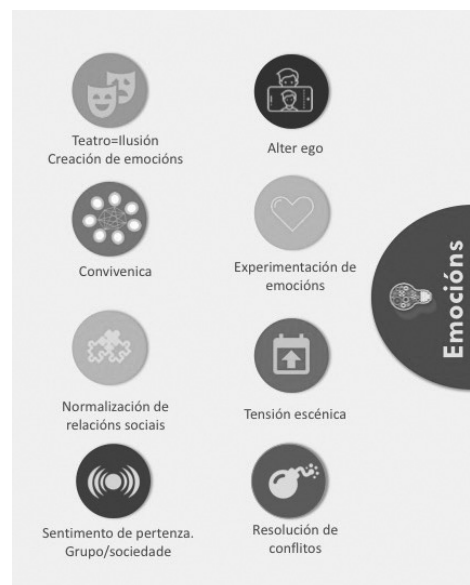 Teatro=Ilusión
Creación de emocións
Alter ego
Convivenica
Experimentación de
emocións
Normalización de
relacións sociais
Tensión escénica
Sentimento de pertenza.
Grupo/sociedade
Resolución de
conflitos
Emocións